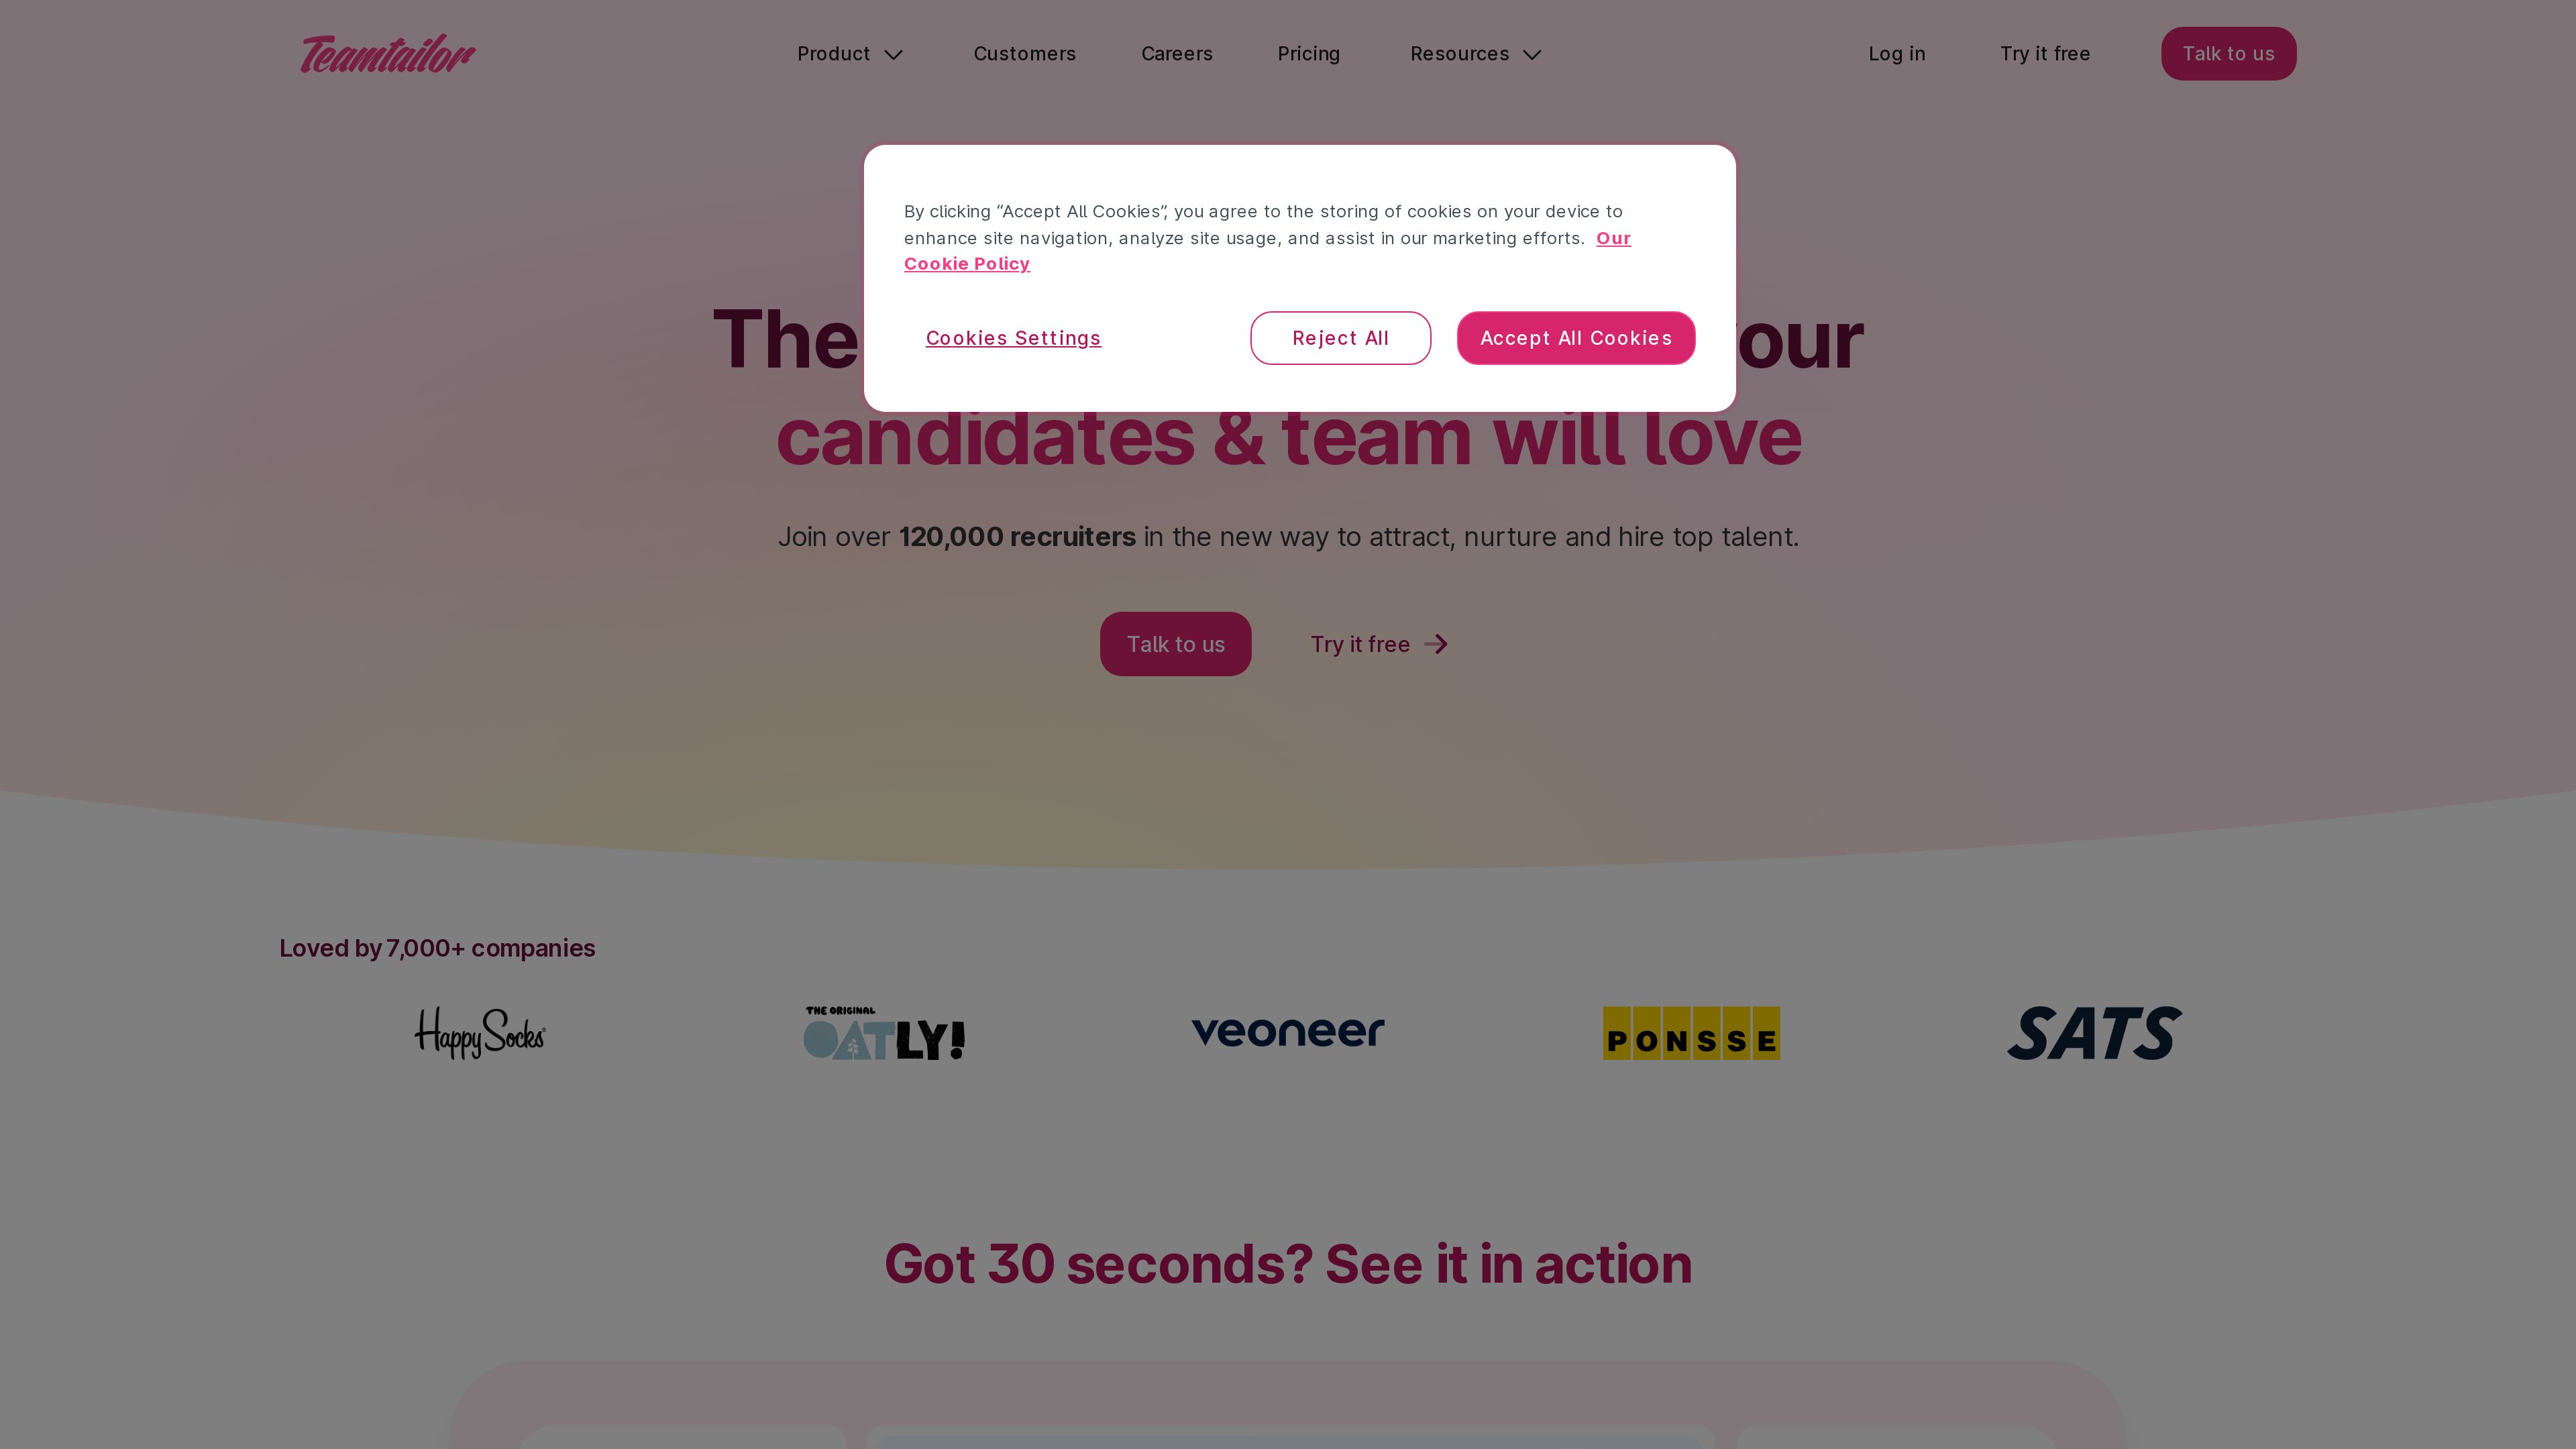 Teamtailor
Product
Customers
Careers
Pricing
Resources
Log in
Try it free
Talk to us
By clicking “Accept All Cookies”, you agree to the storing of cookies on your device to
enhance site navigation, analyze site usage, and assist in our marketing efforts. Our
Cookie Policy
Cookies Settings
Reject All
Accept All Cookies
The
our
candidates & team will love
Join over 120,000 recruiters in the new way to attract, nurture and hire top talent.
Talk to us
Try it free
Loved by 7,000+ companies
Happy Socks
THE ORIGINAL
OATLY!
veoneer
PONSSE
SATS
Got 30 seconds? See it in action